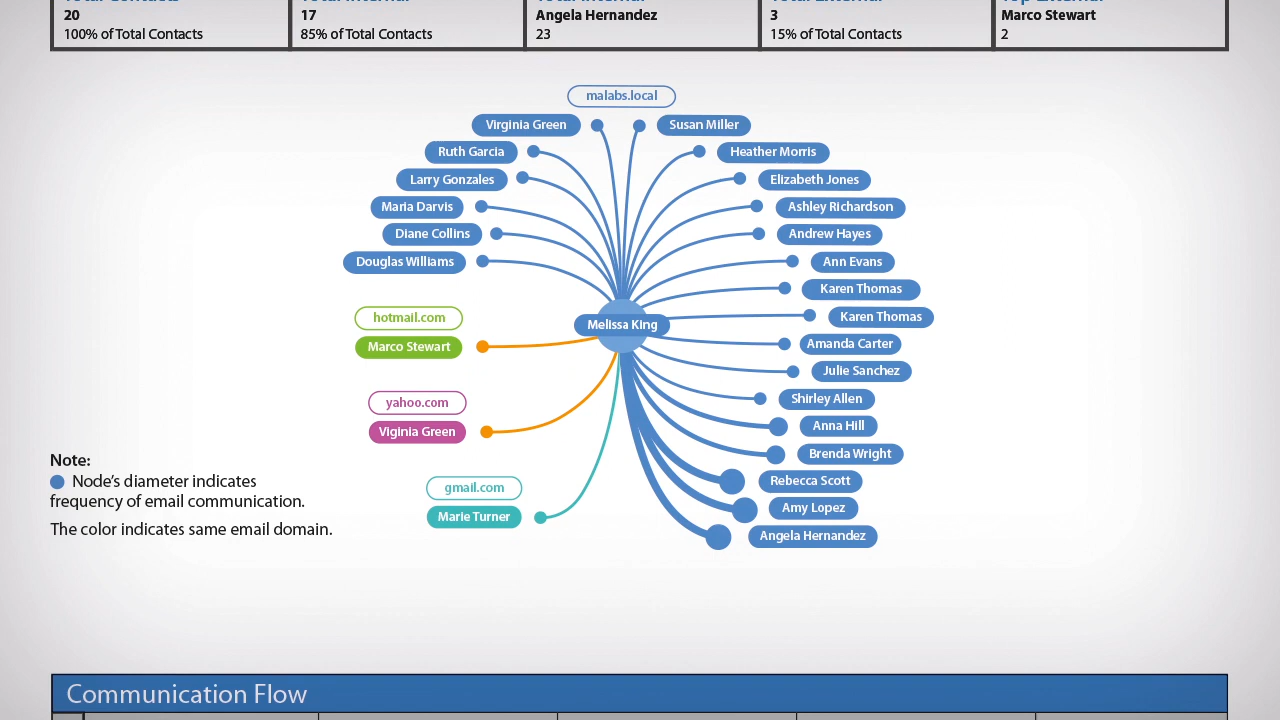 20
17
Angela Hernandez
3
Marco Stewart
100% of Total Contacts
85% of Total Contacts
23
15% of Total Contacts
2
malabs.local
Virginia Green
Susan Miller
Ruth Garcia
Heather Morris
Larry Gonzales
Elizabeth Jones
Maria Darvis
Ashley Richardson
Diane Collins
Andrew Hayes
Douglas Williams
Ann Evans
Karen Thomas
hotmail.com
Melissa King
Karen Thomas
Marco Stewart
Amanda Carter
Julie Sanchez
yahoo.com
Shirley Allen
Viginia Green
Anna Hill
Brenda Wright
Note:
Node's diameter indicates
frequency of email communication.
The color indicates same email domain.
gmail.com
Rebecca Scott
Marie Turner
Amy Lopez
Angela Hernandez
Communication Flow